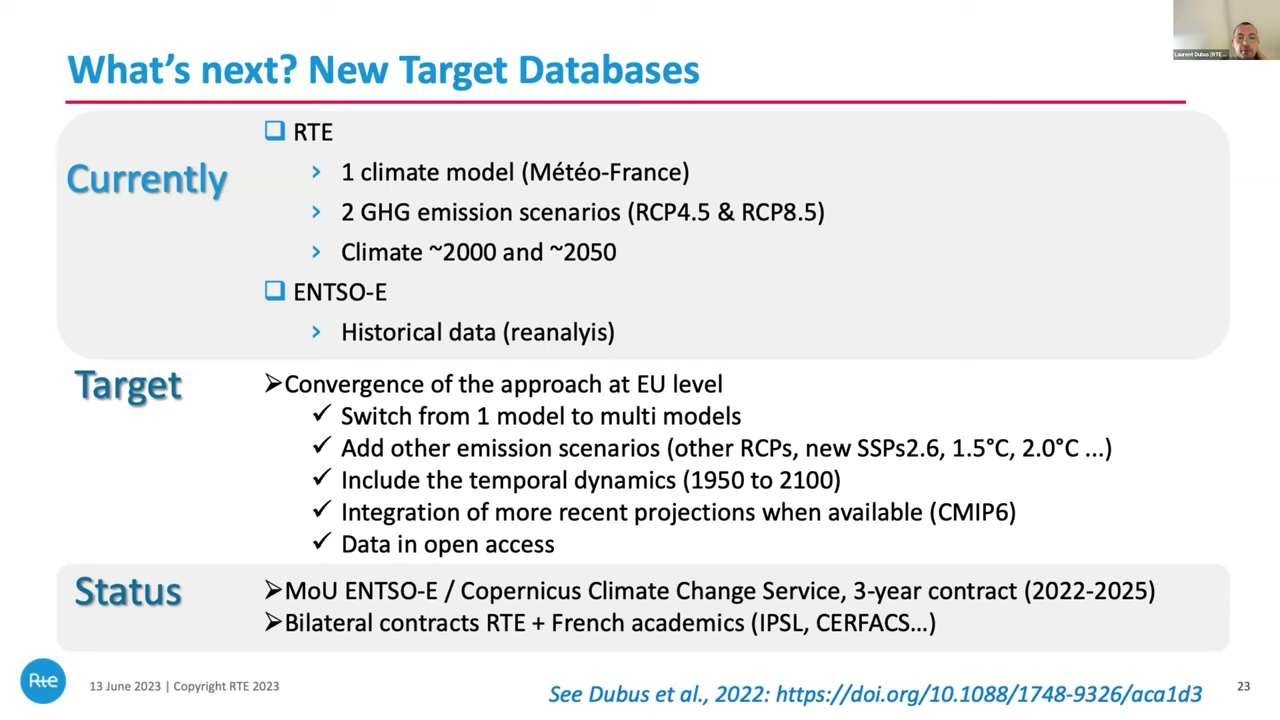 Laurent Dubus (RTE ...
What's next? New Target Databases
Currently
❑ RTE
› 1 climate model (Météo-France)
› 2 GHG emission scenarios (RCP4.5 & RCP8.5)
› Climate ~2000 and ~2050
❑ ENTSO-E
› Historical data (reanalyis)
Target
➢Convergence of the approach at EU level
✓ Switch from 1 model to multi models
✓ Add other emission scenarios (other RCPs, new SSPs2.6, 1.5°C, 2.0°C ...)
✓ Include the temporal dynamics (1950 to 2100)
✓ Integration of more recent projections when available (CMIP6)
✓ Data in open access
Status
➢MoU ENTSO-E / Copernicus Climate Change Service, 3-year contract (2022-2025)
➢Bilateral contracts RTE + French academics (IPSL, CERFACS…)
Rte
13 June 2023 | Copyright RTE 2023
See Dubus et al., 2022: https://doi.org/10.1088/1748-9326/aca1d3
23